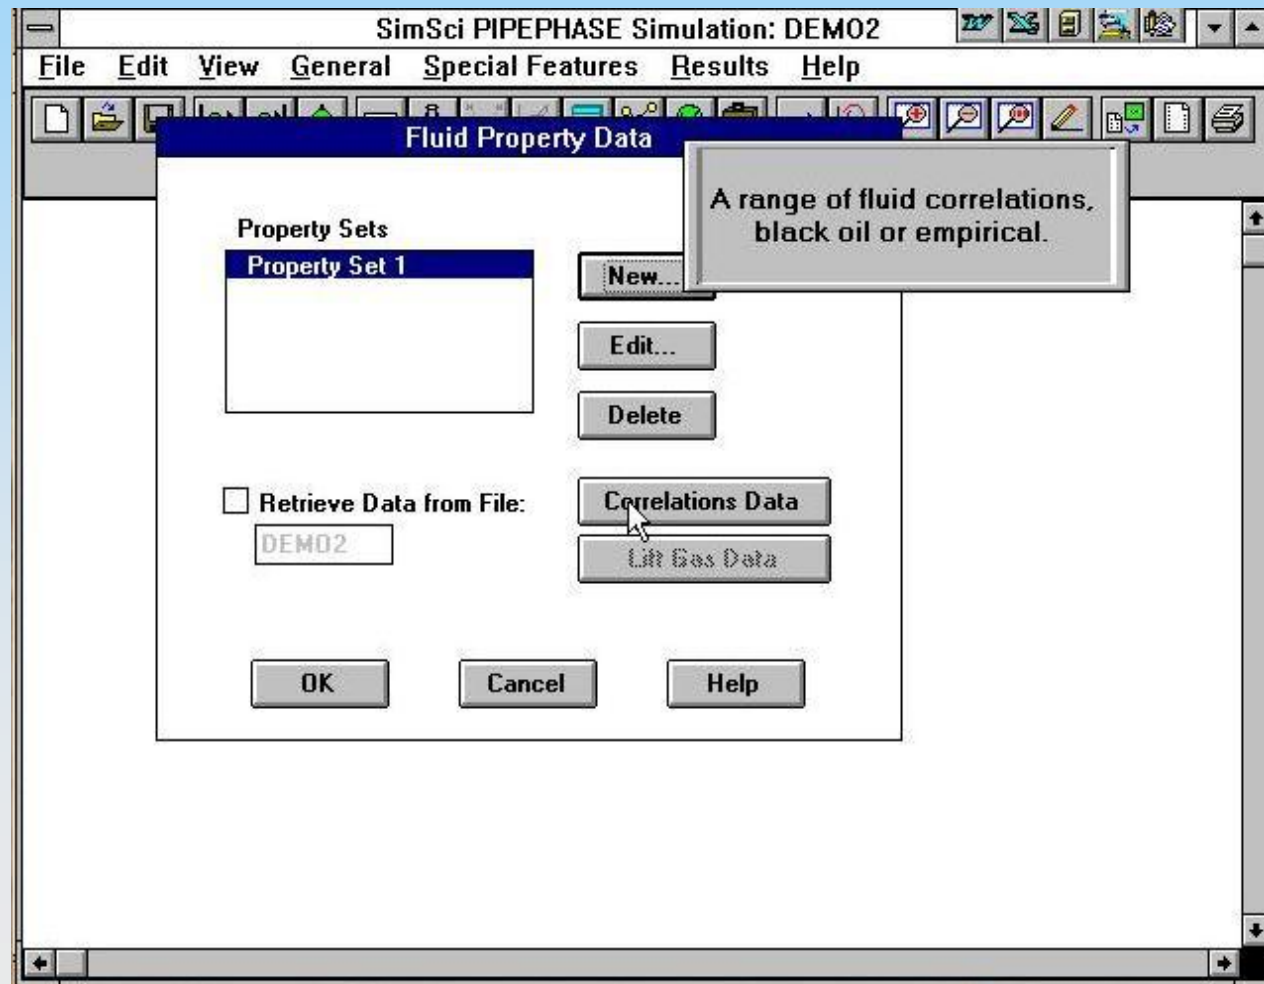 SimSci PIPEPHASE Simulation: DEMO2
File Edit View General Special Features Results Help
Fluid Property Data
A range of fluid correlations,
black oil or empirical.
Property Sets
Property Set 1
New...
Edit...
Delete
Retrieve Data from File:
DEMO2
Correlations Data
Lift Gas Data
OK Cancel Help